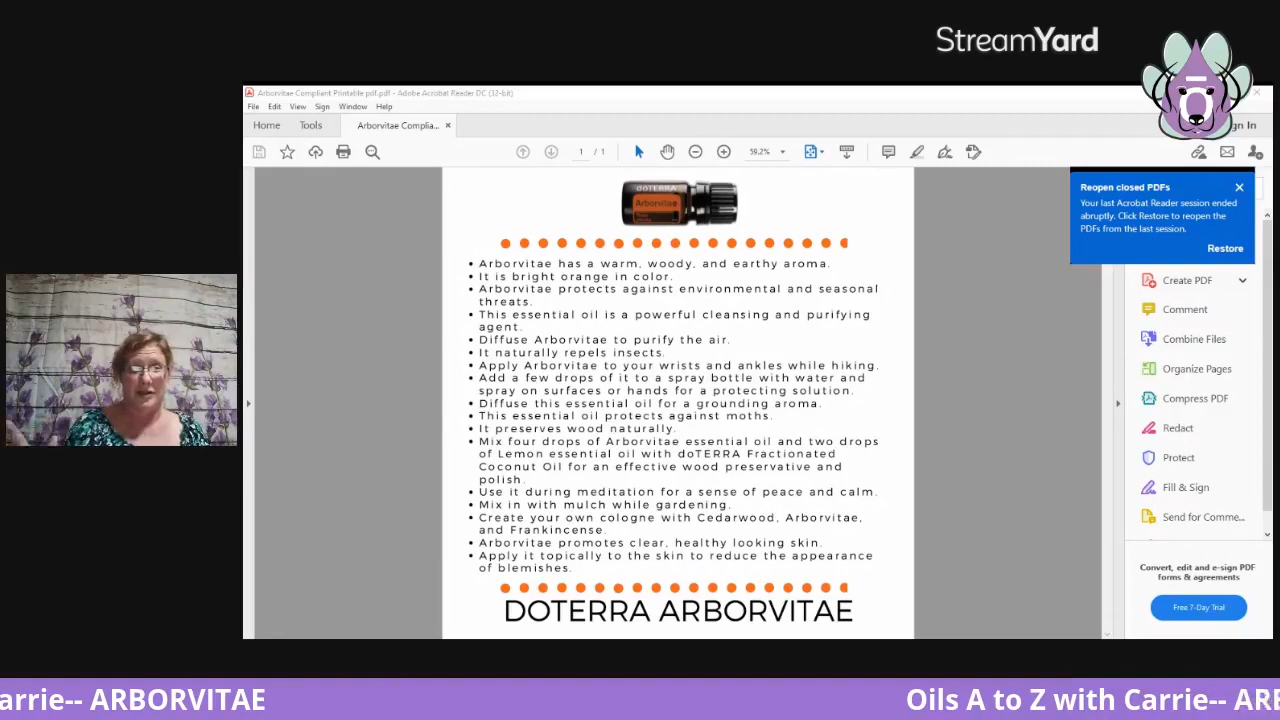 StreamYard
Arborvitae Compliant Printable pdf.pdf - Adobe Acrobat Reader DC (32-bit)
File Edit View Sign Window Help
Home Tools Arborvitae Complia... ×
gn In
1 / 1 59.2%
doTERRA
Arborvitae
Reopen closed PDFs
Your last Acrobat Reader session ended
abruptly. Click Restore to reopen the
PDFs from the last session.
Restore
• Arborvitae has a warm, woody, and earthy aroma.
• It is bright orange in color.
• Arborvitae protects against environmental and seasonal
threats.
• This essential oil is a powerful cleansing and purifying
agent.
• Diffuse Arborvitae to purify the air.
• It naturally repels insects.
• Apply Arborvitae to your wrists and ankles while hiking.
• Add a few drops of it to a spray bottle with water and
spray on surfaces or hands for a protecting solution.
• Diffuse this essential oil for a grounding aroma.
• This essential oil protects against moths.
• It preserves wood naturally.
• Mix four drops of Arborvitae essential oil and two drops
of Lemon essential oil with doTERRA Fractionated
Coconut Oil for an effective wood preservative and
polish.
• Use it during meditation for a sense of peace and calm.
• Mix in with mulch while gardening.
• Create your own cologne with Cedarwood, Arborvitae,
and Frankincense.
• Arborvitae promotes clear, healthy looking skin.
• Apply it topically to the skin to reduce the appearance
of blemishes.
DOTERRA ARBORVITAE
Create PDF
Comment
Combine Files
Organize Pages
Compress PDF
Redact
Protect
Fill & Sign
Send for Comme...
Convert, edit and e-sign PDF
forms & agreements
Free 7-Day Trial
arrie-- ARBORVITAE
Oils A to Z with Carrie-- ARB